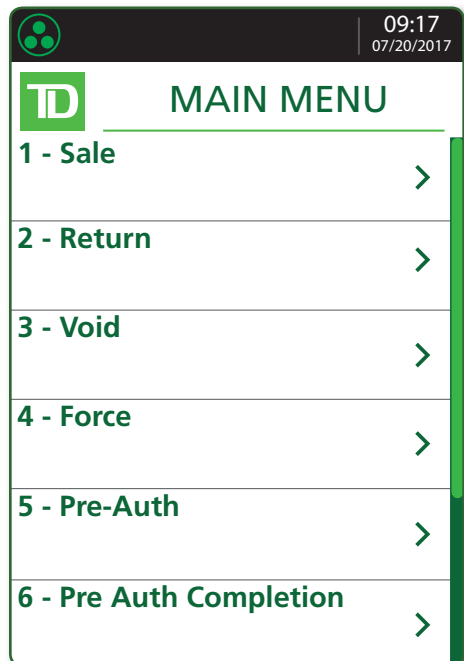 09:17
07/20/2017
TD
MAIN MENU
1 - Sale
2 - Return
3 - Void
4 - Force
5 - Pre-Auth
6 - Pre Auth Completion